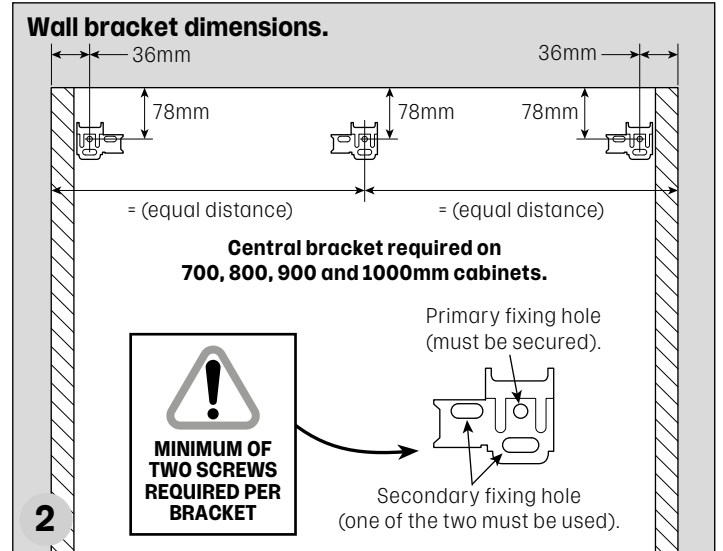 Wall bracket dimensions.
36mm
36mm
78mm
78mm
78mm
= (equal distance)
= (equal distance)
Central bracket required on
700, 800, 900 and 1000mm cabinets.
Primary fixing hole
(must be secured).
MINIMUM OF
TWO SCREWS
REQUIRED PER
BRACKET
Secondary fixing hole
(one of the two must be used).
2